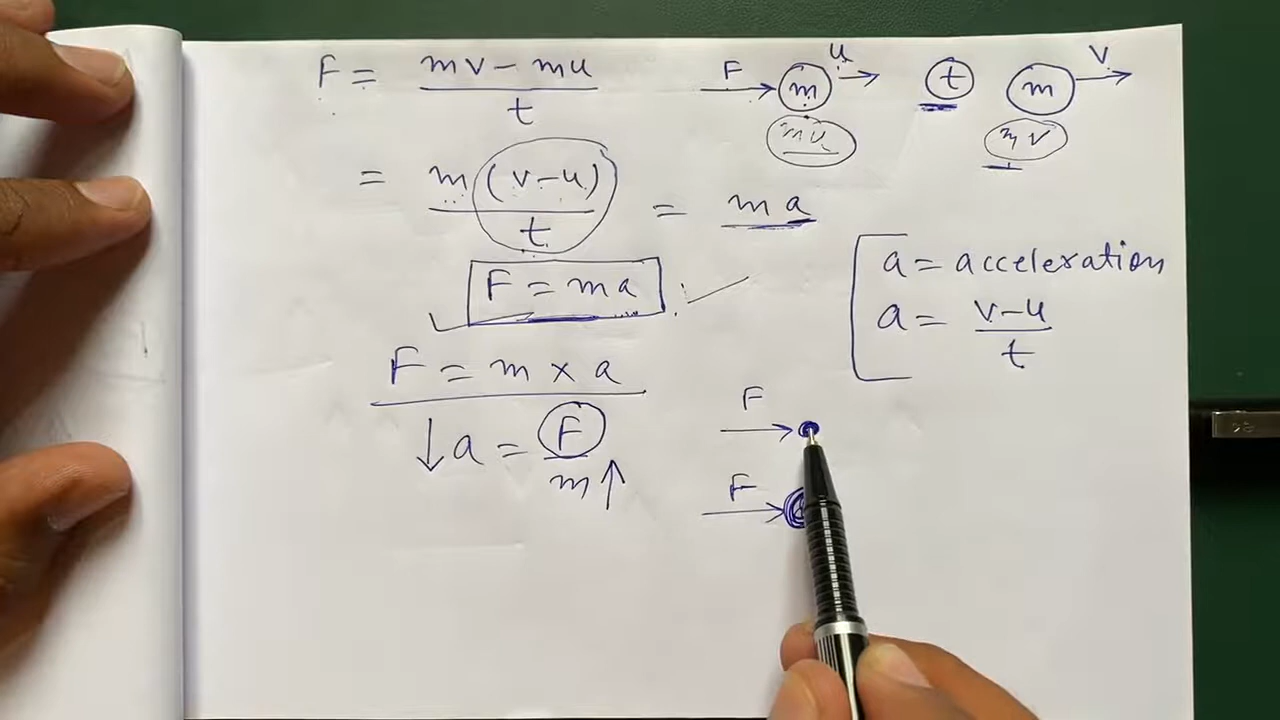 F = mv - mu / t
F → m u → t m v →
mu mv
= m (v-u) / t = ma
F = ma
a = acceleration
a = v-u / t
F = m × a
↓ a = F / m ↑
F →
F →